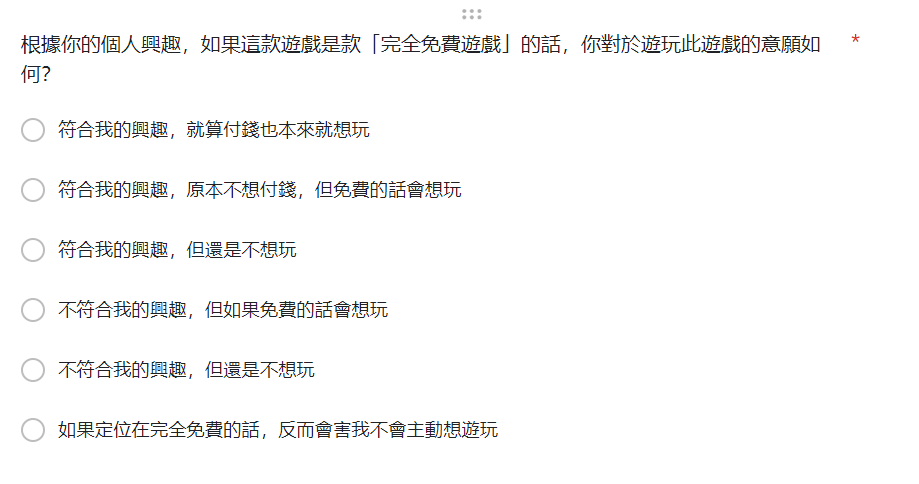 根據你的個人興趣，如果這款遊戲是款「完全免費遊戲」的話，你對於遊玩此遊戲的意願如 *
何？
符合我的興趣，就算付錢也本來就想玩
符合我的興趣，原本不想付錢，但免費的話會想玩
符合我的興趣，但還是不想玩
不符合我的興趣，但如果免費的話會想玩
不符合我的興趣，但還是不想玩
如果定位在完全免費的話，反而會害我不會主動想遊玩